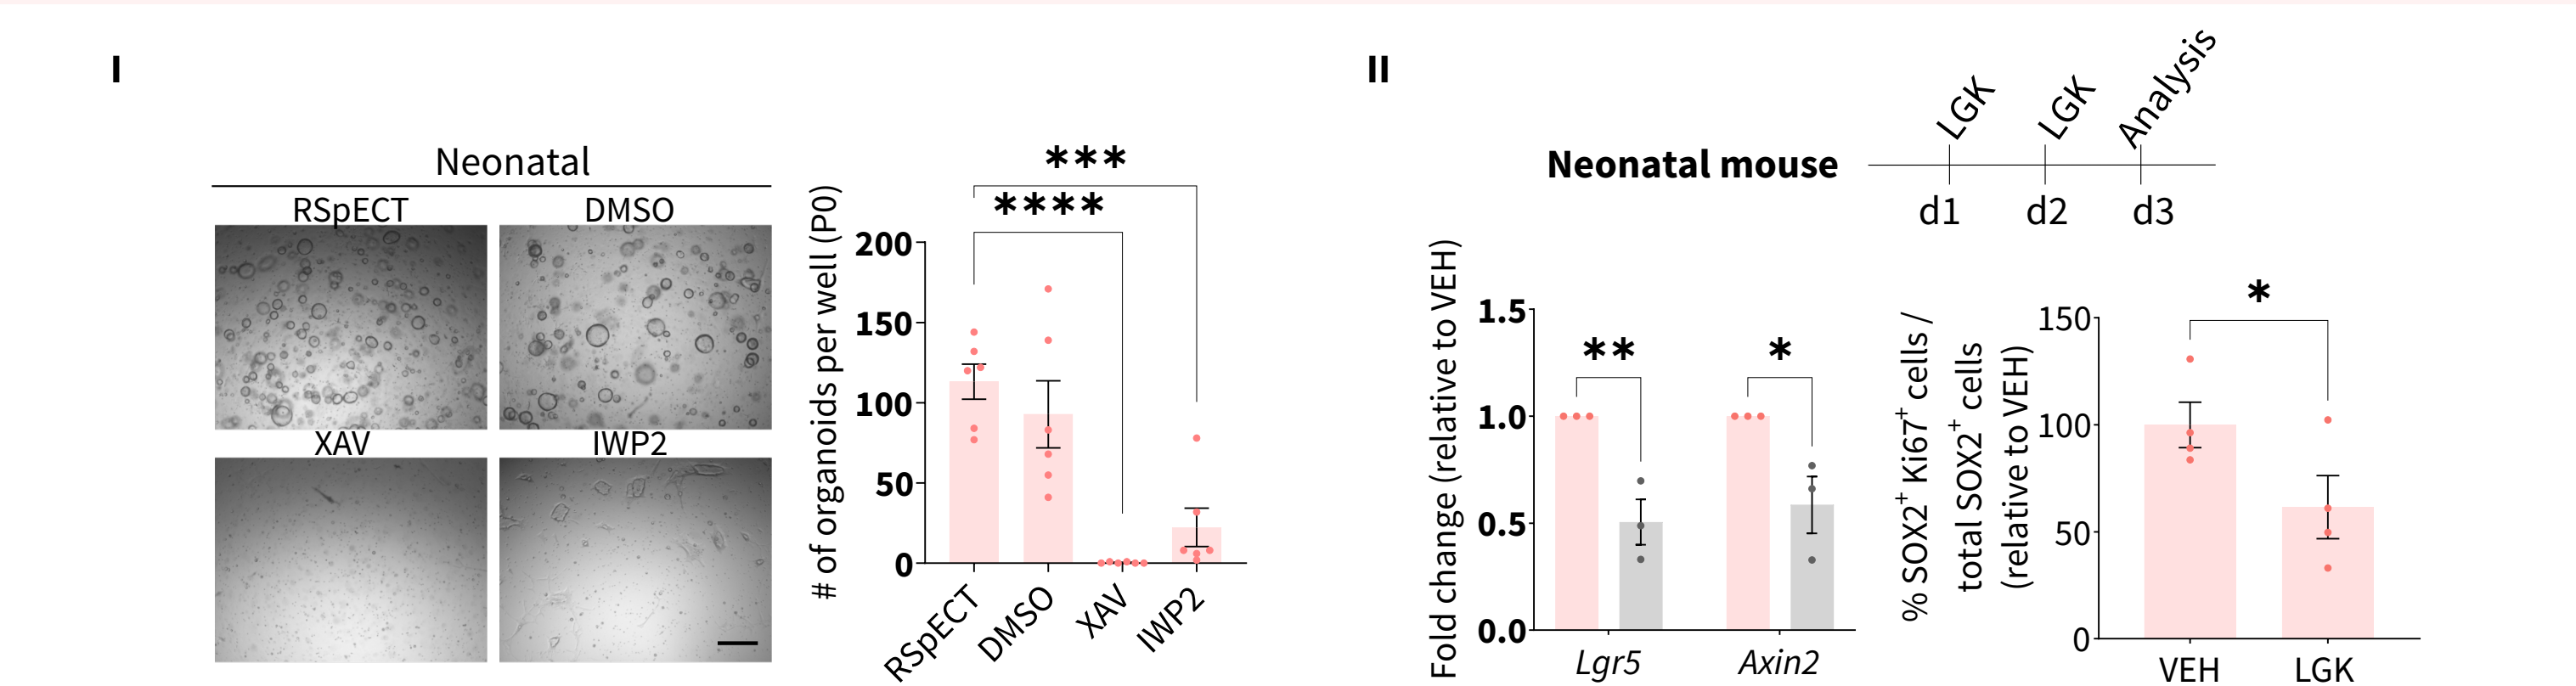 I
Neonatal
RSpECT
DMSO
XAV
IWP2
# of organoids per well (P0)
200
150
100
50
0
***
****
RSpECT
DMSO
XAV
IWP2
II
Neonatal mouse
LGK
LGK
Analysis
d1
d2
d3
Fold change (relative to VEH)
1.5
1.0
0.5
0.0
**
*
Lgr5
Axin2
% SOX2⁺ Ki67⁺ cells /
total SOX2⁺ cells
(relative to VEH)
150
100
50
0
*
VEH
LGK